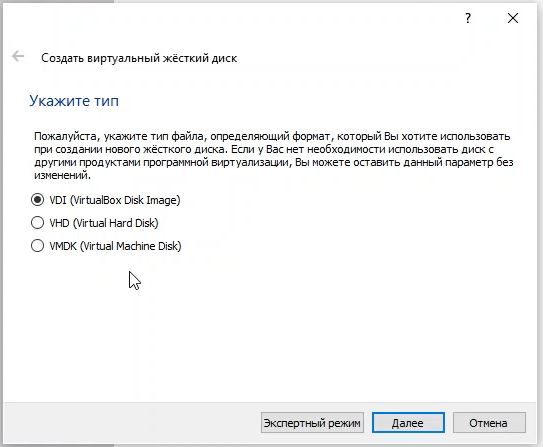 ?
Создать виртуальный жёсткий диск
Укажите тип
Пожалуйста, укажите тип файла, определяющий формат, который Вы хотите использовать
при создании нового жёсткого диска. Если у Вас нет необходимости использовать диск с
другими продуктами программной виртуализации, Вы можете оставить данный параметр без
изменений.
VDI (VirtualBox Disk Image)
VHD (Virtual Hard Disk)
VMDK (Virtual Machine Disk)
Экспертный режим Далее Отмена